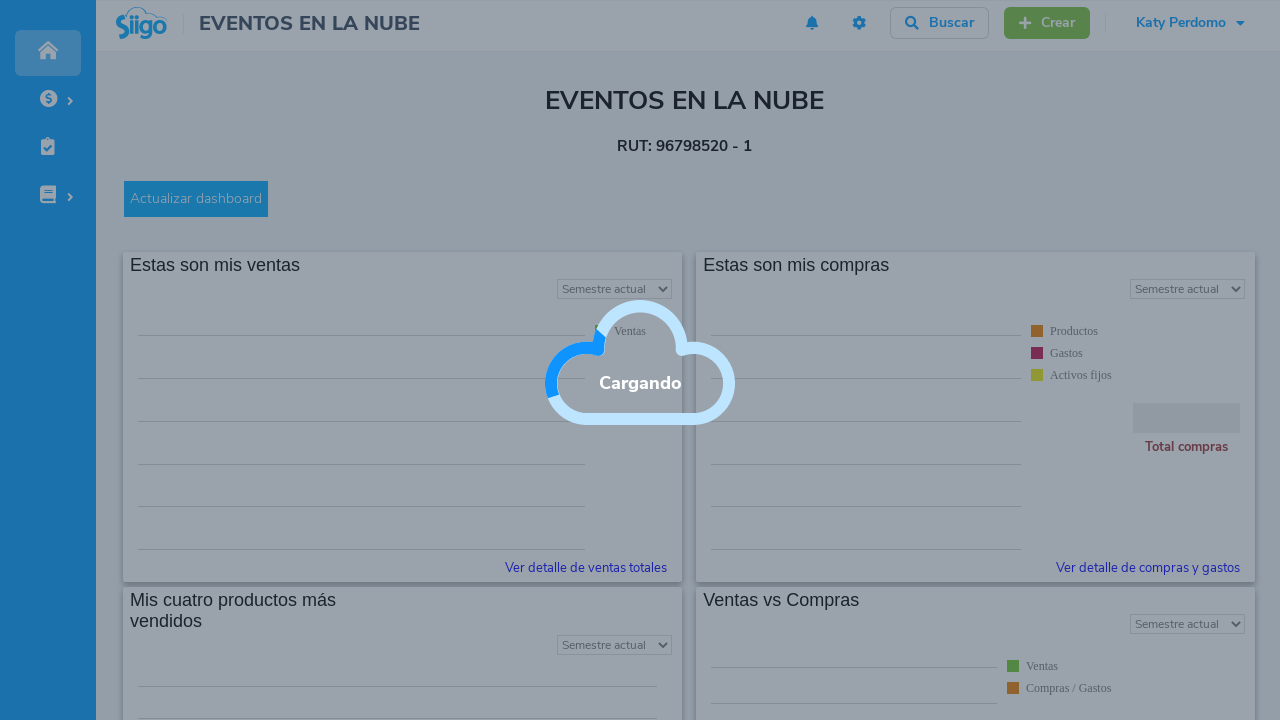 Siigo
EVENTOS EN LA NUBE
Buscar
Crear
Katy Perdomo
EVENTOS EN LA NUBE
RUT: 96798520 - 1
Actualizar dashboard
Estas son mis ventas
Semestre actual
Ventas
Ver detalle de ventas totales
Estas son mis compras
Semestre actual
Productos
Gastos
Activos fijos
Total compras
Ver detalle de compras y gastos
Cargando
Mis cuatro productos más
vendidos
Semestre actual
Ventas vs Compras
Semestre actual
Ventas
Compras / Gastos